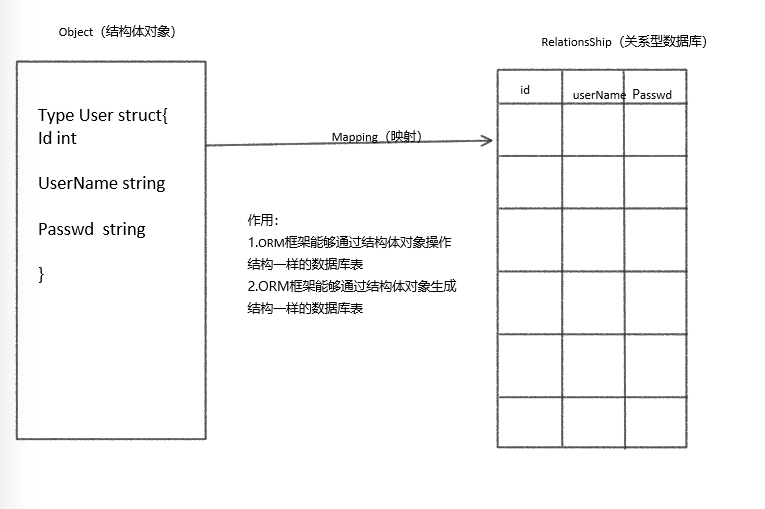 Object（结构体对象）
RelationsShip（关系型数据库）
Type User struct{
Id int
UserName string
Passwd string
}
Mapping（映射）
作用：
1.ORM框架能够通过结构体对象操作
结构一样的数据库表
2.ORM框架能够通过结构体对象生成
结构一样的数据库表
id userName Passwd